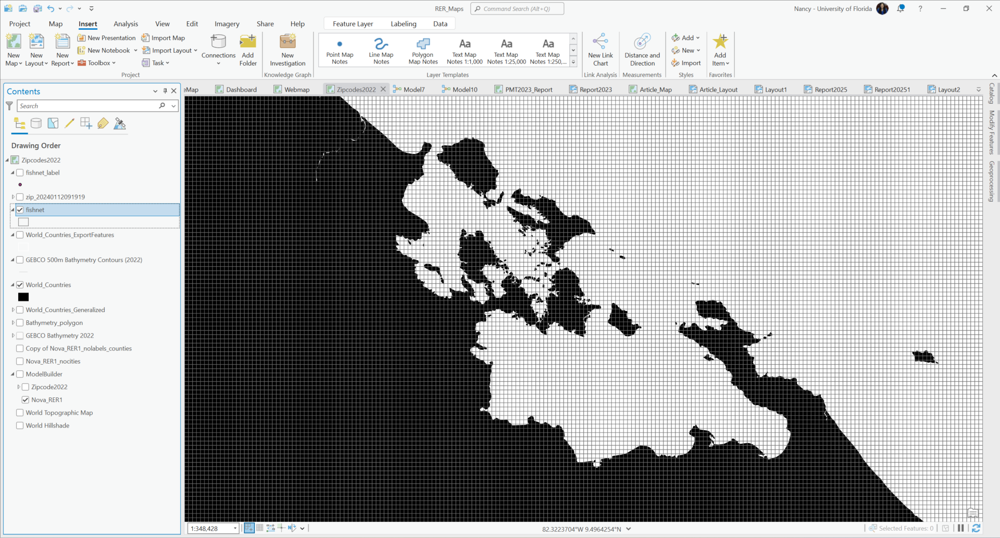 RER_Maps
Command Search (Alt+Q)
Nancy - University of Florida
?
Project
Map
Insert
Analysis
View
Edit
Imagery
Share
Help
Feature Layer
Labeling
Data
New Map
New Layout
New Report
New Presentation
New Notebook
Toolbox
Import Map
Import Layout
Task
Connections
Add Folder
New Investigation
Point Map Notes
Line Map Notes
Polygon Map Notes
Aa
Text Map Notes 1:1,000
Aa
Text Map Notes 1:25,000
Aa
Text Map Notes 1:250,...
New Link Chart
Distance and Direction
Add
New
Import
Add Item
Project
Knowledge Graph
Layer Templates
Link Analysis
Measurements
Styles
Favorites
eMap
Dashboard
Webmap
Zipcodes2022
Model7
Model10
PMT2023_Report
Report2023
Article_Map
Article_Layout
Layout1
Report2025
Report20251
Layout2
Contents
Search
Drawing Order
Zipcodes2022
fishnet_label
zip_20240112091919
fishnet
World_Countries_ExportFeatures
GEBCO 500m Bathymetry Contours (2022)
World_Countries
World_Countries_Generalized
Bathymetry_polygon
GEBCO Bathymetry 2022
Copy of Nova_RER1_nolabels_counties
Nova_RER1_nocities
ModelBuilder
Zipcode2022
Nova_RER1
World Topographic Map
World Hillshade
Catalog
Modify Features
Geoprocessing
1:348,428
82.3223704°W 9.4964254°N
Selected Features: 0